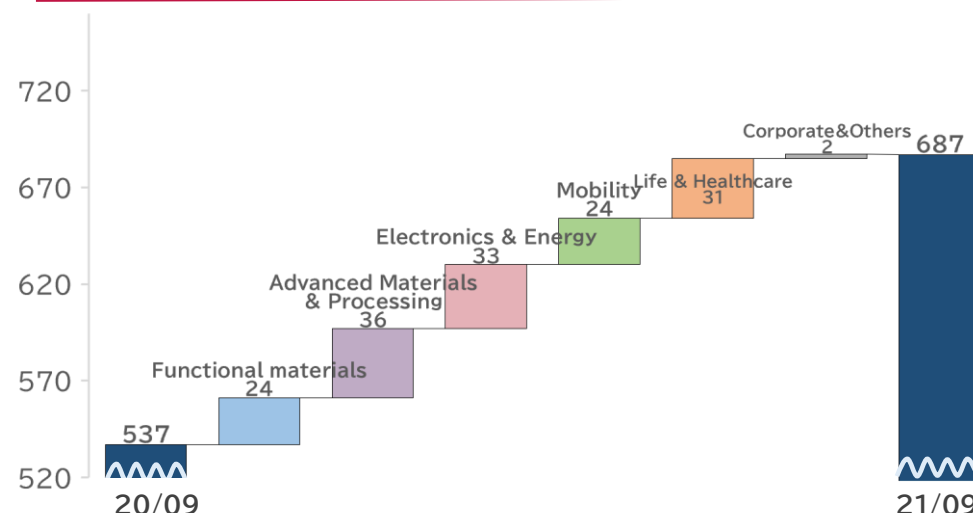 720
670
620
570
520
537
20/09
Functional materials
24
Advanced Materials
& Processing
36
Electronics & Energy
33
Mobility
24
Life & Healthcare
31
Corporate&Others
2
687
21/09